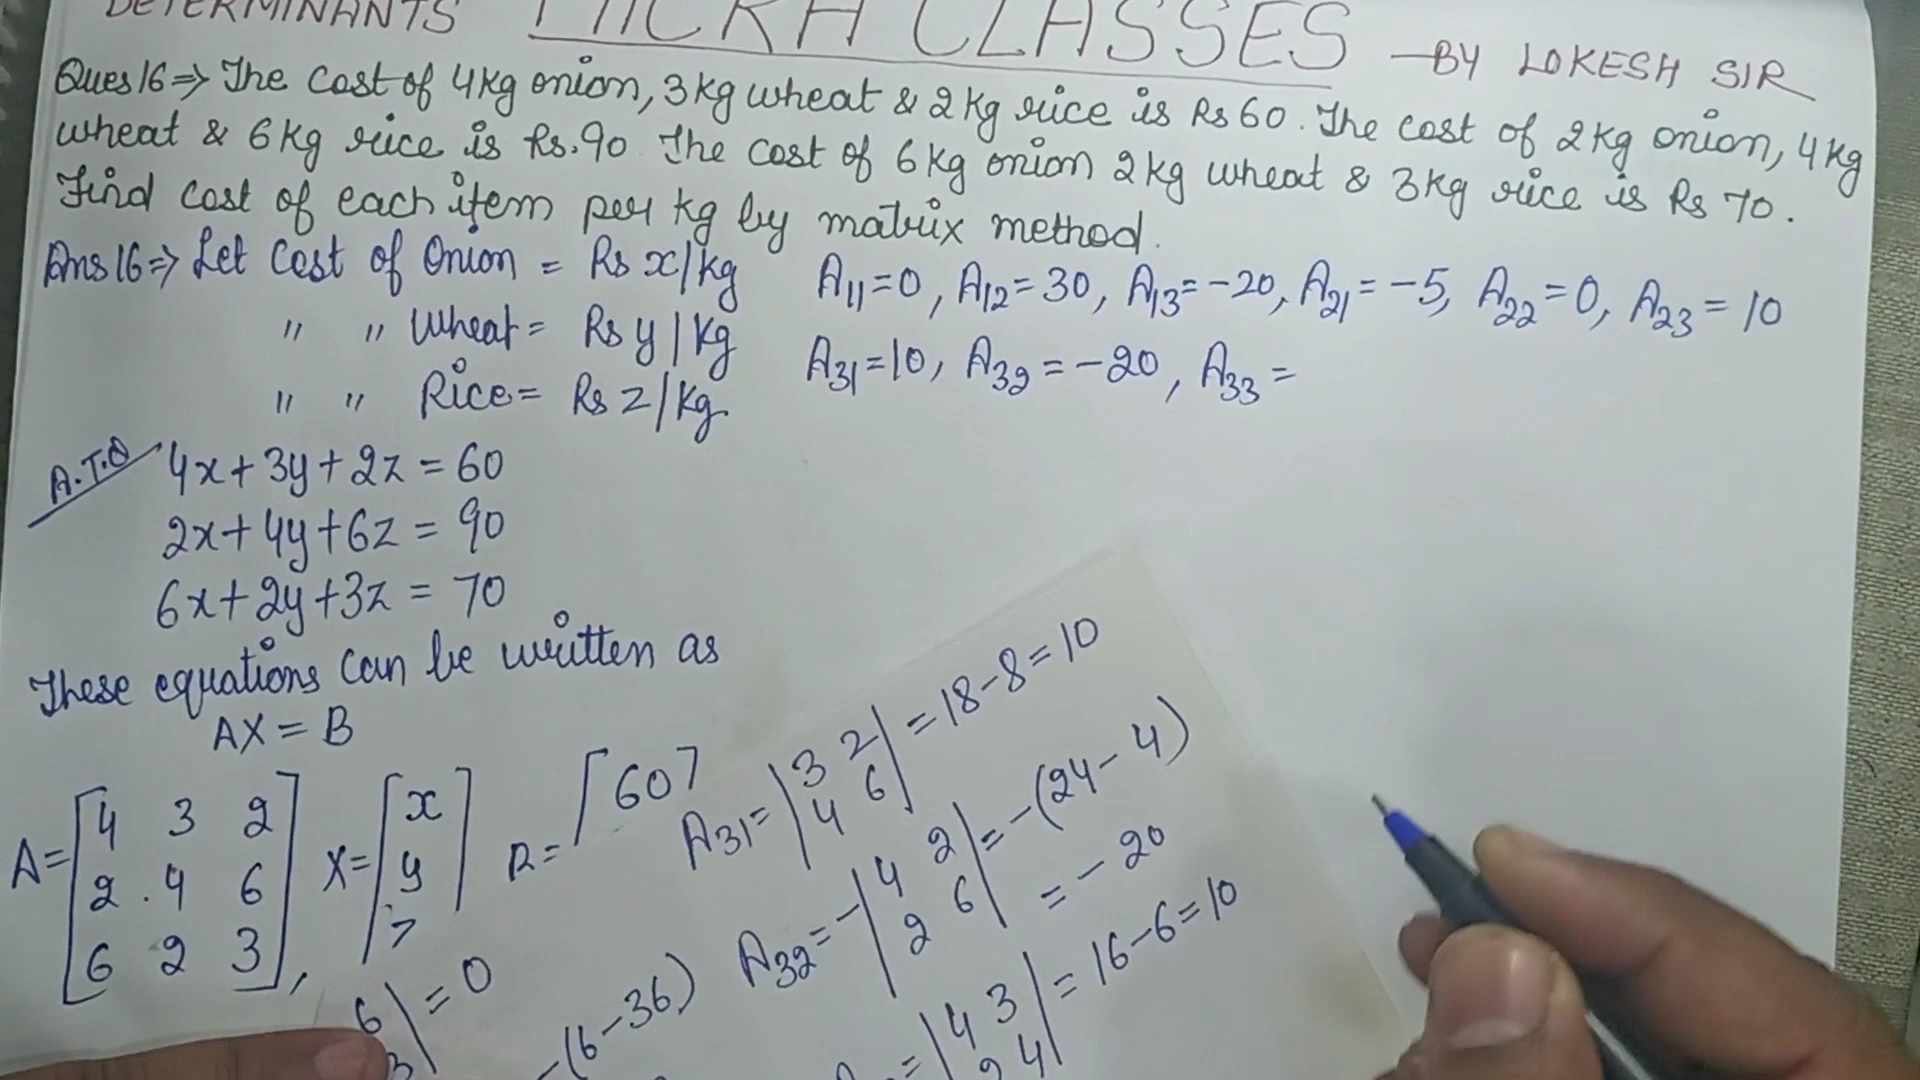 DETERMINANTS CLASSES -BY LOKESH SIR
Ques 16⇒ The cost of 4kg onion, 3kg wheat & 2kg rice is Rs 60. The cost of 2kg onion, 4kg
wheat & 6kg rice is Rs.90 The cost of 6kg onion 2kg wheat & 3kg rice is Rs 70.
Find cost of each item per kg by matrix method.
Ans 16⇒ Let Cost of Onion = Rs x/kg
" " Wheat = Rs y/kg
" " Rice = Rs z/kg.
A.T.Q 4x+3y+2z = 60
2x+4y+6z = 90
6x+2y+3z = 70
These equations can be written as
AX = B
A= [4 3 2
2 . 4 6
6 2 3],
X= [x
y
z]
B= [60]
A11=0, A12=30, A13=-20, A21=-5, A22=0, A23=10
A31=10, A32=-20, A33=
A31= |3 2
4 6| = 18-8=10
A32= -|4 2
2 6| = -(24-4)
= -20
= |4 3
2 4| = 16-6=10
6
3| = 0
-(6-36)